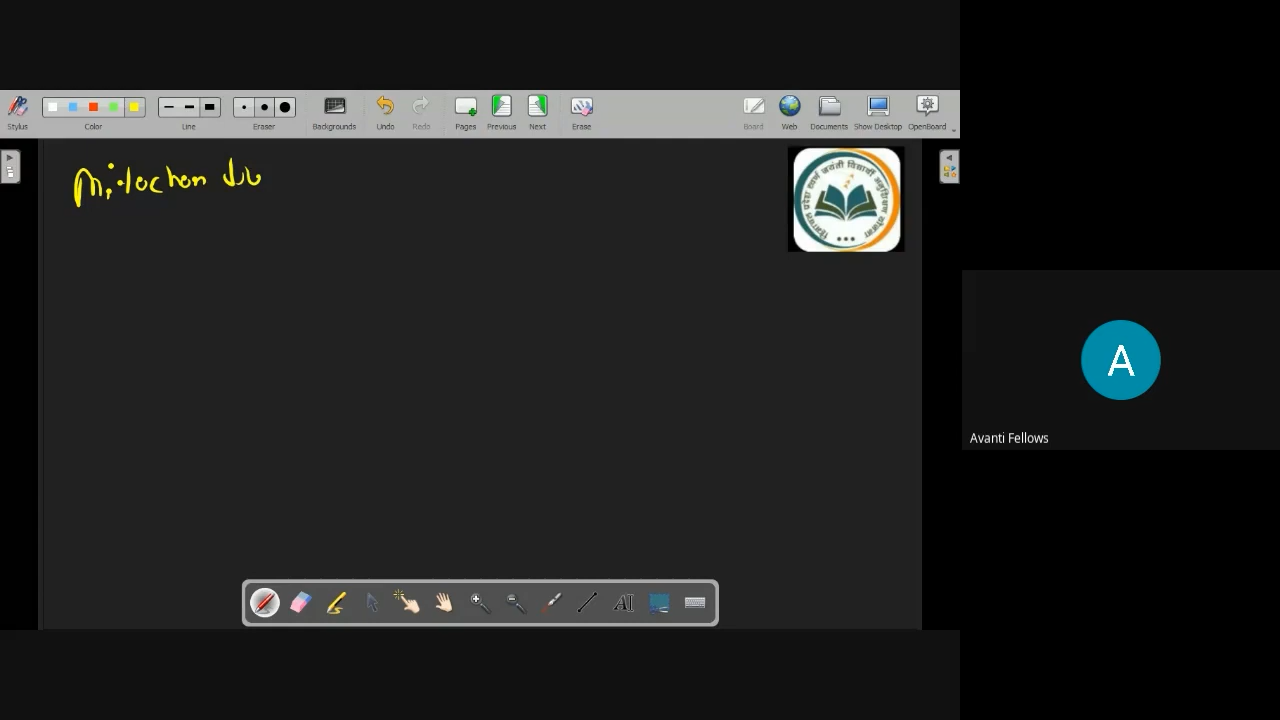 Stylus Color Line Eraser Backgrounds Undo Redo Pages Previous Next Erase Board Web Documents Show Desktop OpenBoard
Mitochon
A
Avanti Fellows